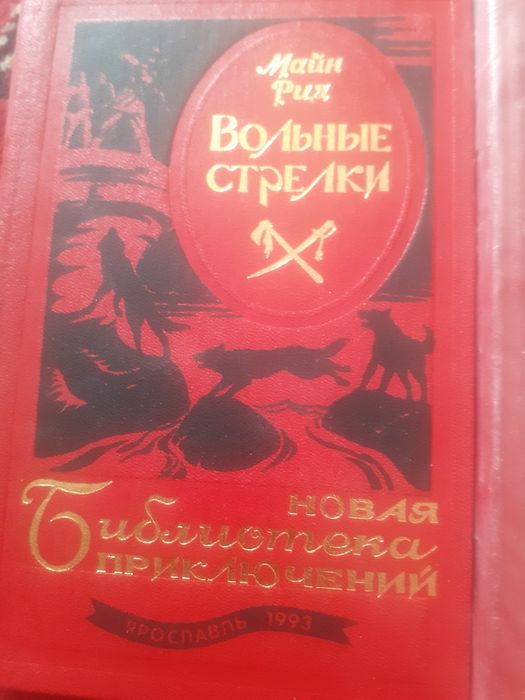 Майн
Рид
ВОЛЬНЫЕ
СТРЕЛКИ
НОВАЯ
Библиотека
ПРИКЛЮЧЕНИЙ
ЯРОСЛАВЛЬ 1993